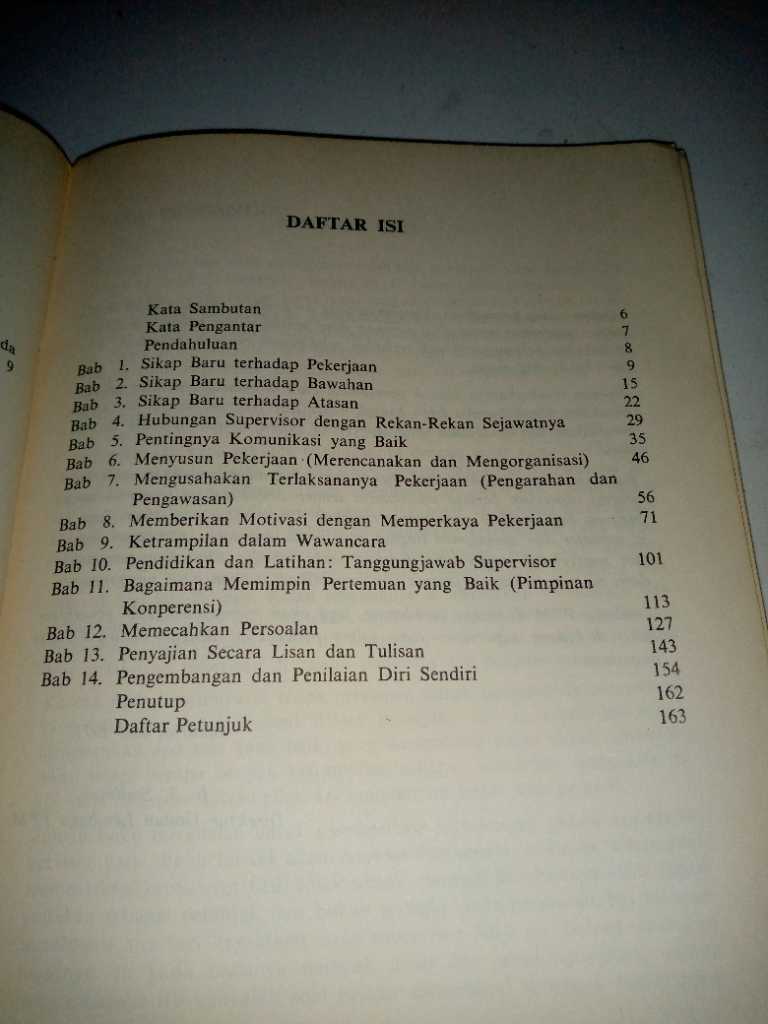 DAFTAR ISI
Kata Sambutan 6
Kata Pengantar 7
Pendahuluan 8
Bab 1. Sikap Baru terhadap Pekerjaan 9
Bab 2. Sikap Baru terhadap Bawahan 15
Bab 3. Sikap Baru terhadap Atasan 22
Bab 4. Hubungan Supervisor dengan Rekan-Rekan Sejawatnya 29
Bab 5. Pentingnya Komunikasi yang Baik 35
Bab 6. Menyusun Pekerjaan (Merencanakan dan Mengorganisasi) 46
Bab 7. Mengusahakan Terlaksananya Pekerjaan (Pengarahan dan
Pengawasan) 56
Bab 8. Memberikan Motivasi dengan Memperkaya Pekerjaan 71
Bab 9. Ketrampilan dalam Wawancara
Bab 10. Pendidikan dan Latihan: Tanggungjawab Supervisor 101
Bab 11. Bagaimana Memimpin Pertemuan yang Baik (Pimpinan
Konperensi) 113
Bab 12. Memecahkan Persoalan 127
Bab 13. Penyajian Secara Lisan dan Tulisan 143
Bab 14. Pengembangan dan Penilaian Diri Sendiri 154
Penutup 162
Daftar Petunjuk 163
da
9